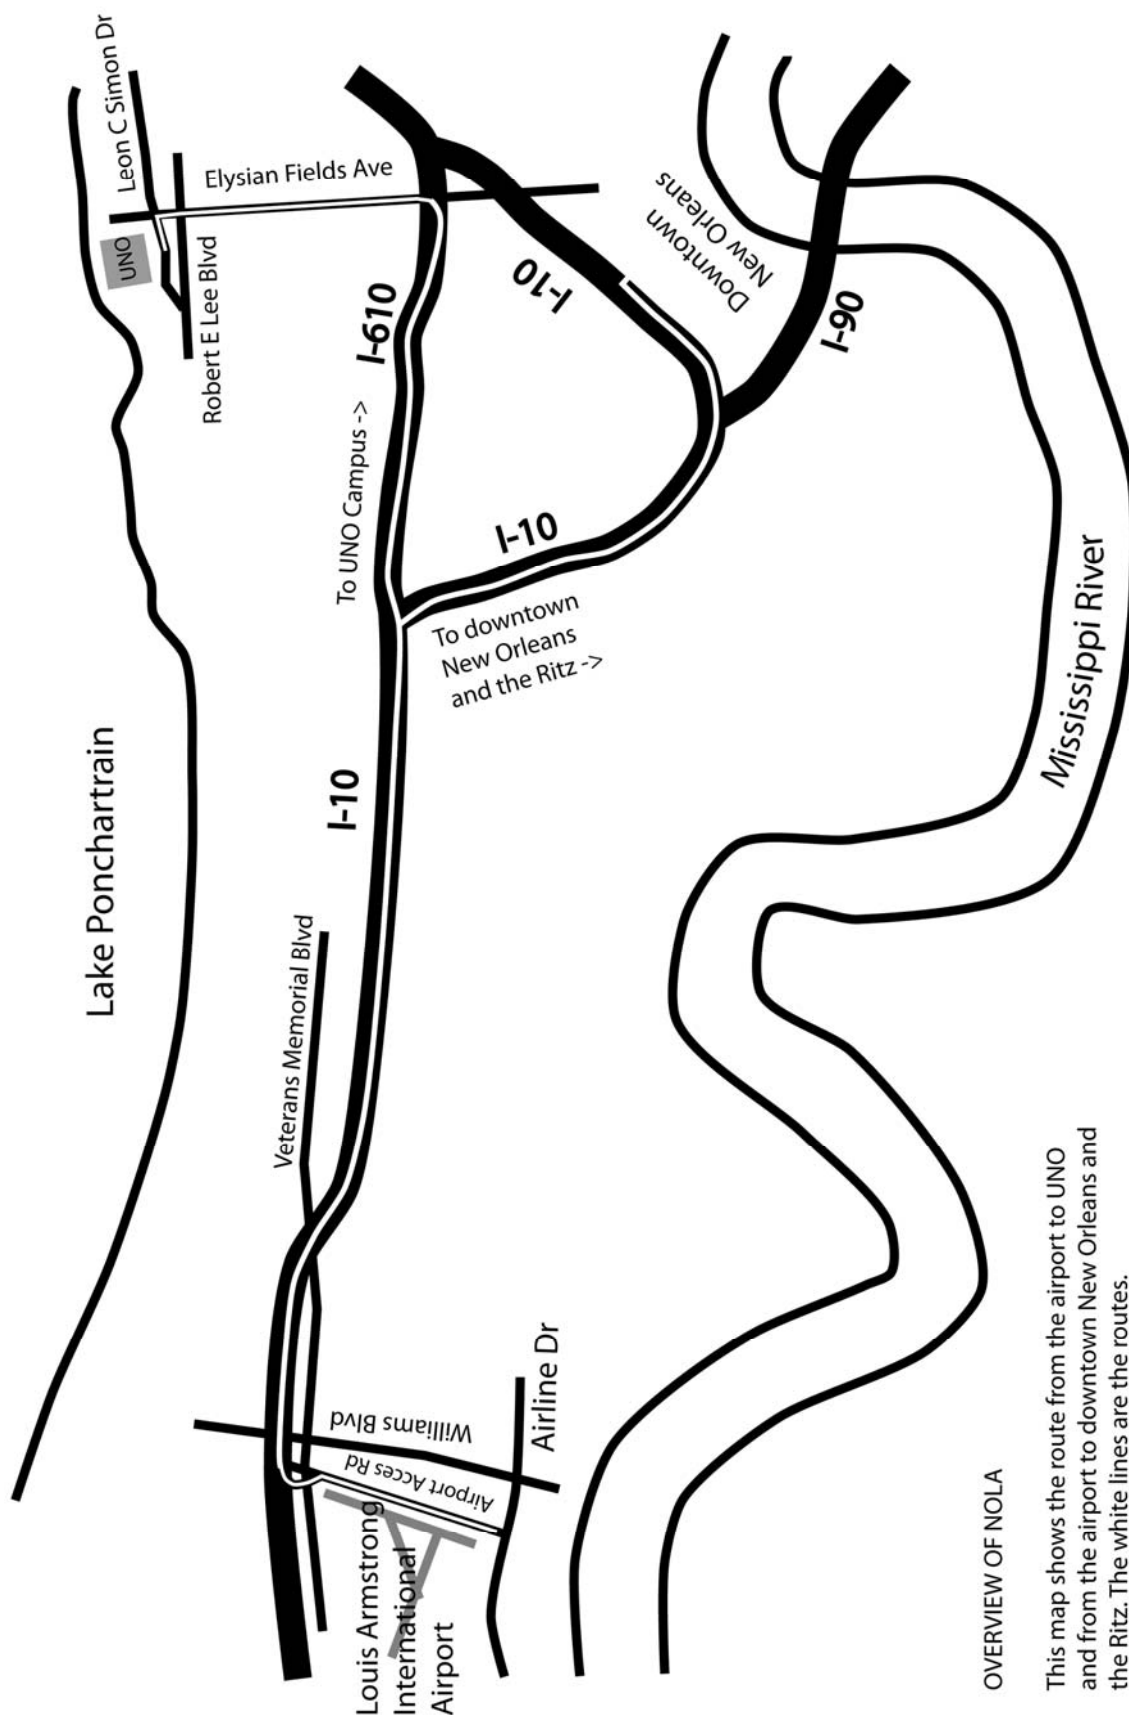 Lake Ponchartrain
Leon C Simon Dr
UNO
Robert E Lee Blvd
Elysian Fields Ave
I-610
To UNO Campus ->
I-10
I-10
I-10
To downtown
New Orleans
and the Ritz ->
Downtown
New Orleans
I-90
Mississippi River
Veterans Memorial Blvd
Williams Blvd
Airport Acces Rd
Airline Dr
Louis Armstrong
International
Airport
OVERVIEW OF NOLA
This map shows the route from the airport to UNO
and from the airport to downtown New Orleans and
the Ritz. The white lines are the routes.